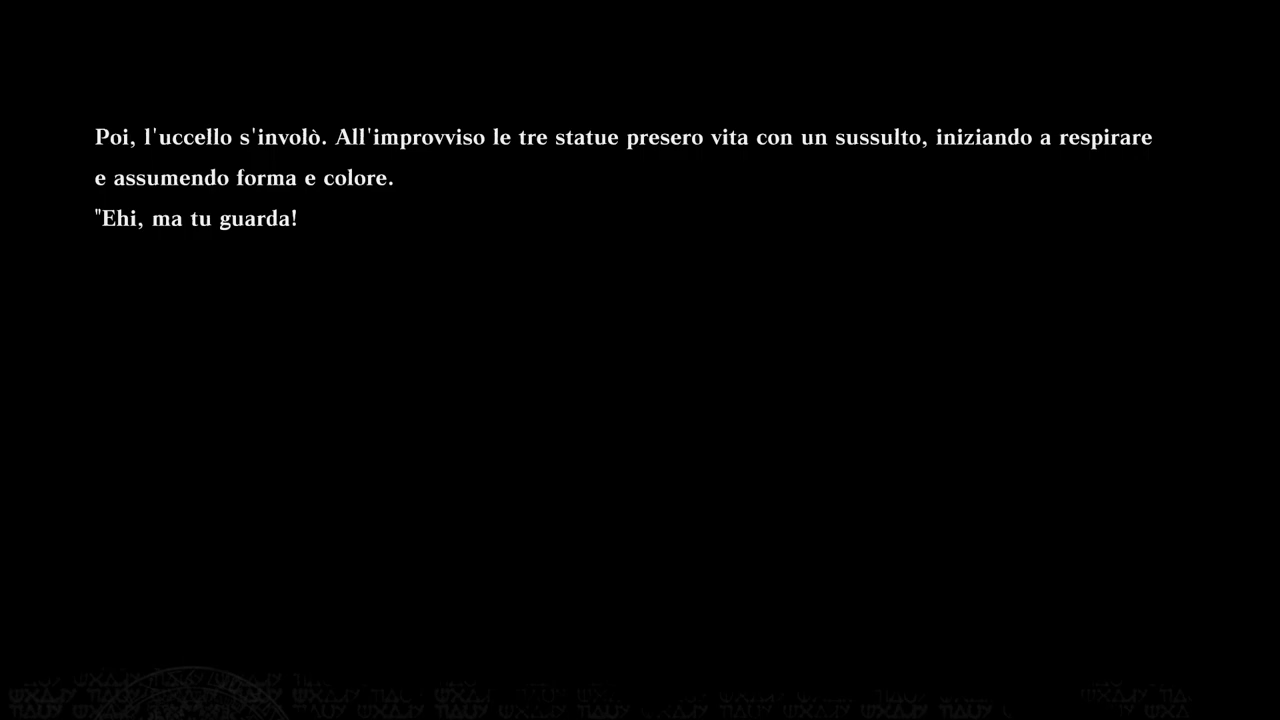 Poi, l'uccello s'involò. All'improvviso le tre statue presero vita con un sussulto, iniziando a respirare
e assumendo forma e colore.
"Ehi, ma tu guarda!